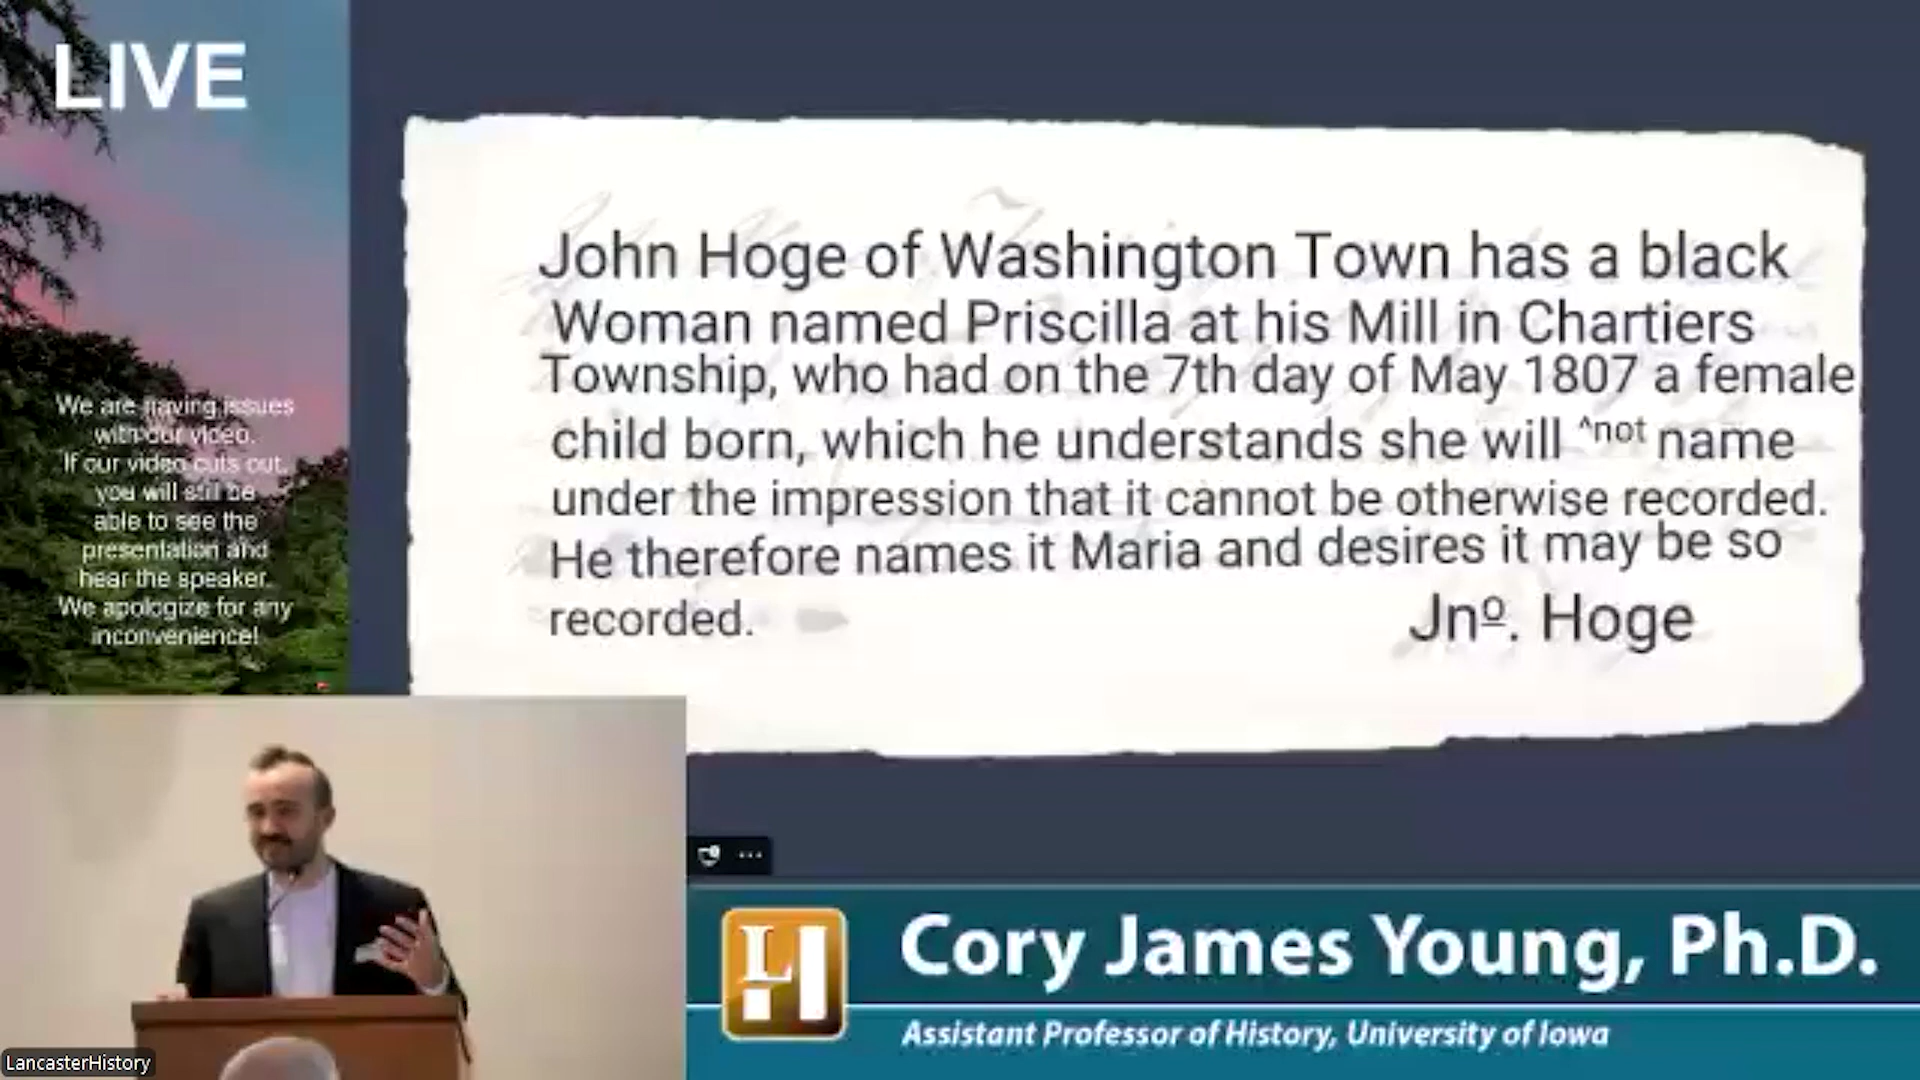 LIVE
We are having issues
with our video.
If our video cuts out,
you will still be
able to see the
presentation and
hear the speaker.
We apologize for any
inconvenience!
John Hoge of Washington Town has a black
Woman named Priscilla at his Mill in Chartiers
Township, who had on the 7th day of May 1807 a female
child born, which he understands she will ^not name
under the impression that it cannot be otherwise recorded.
He therefore names it Maria and desires it may be so
recorded.
Jnº. Hoge
LH
Cory James Young, Ph.D.
Assistant Professor of History, University of Iowa
LancasterHistory